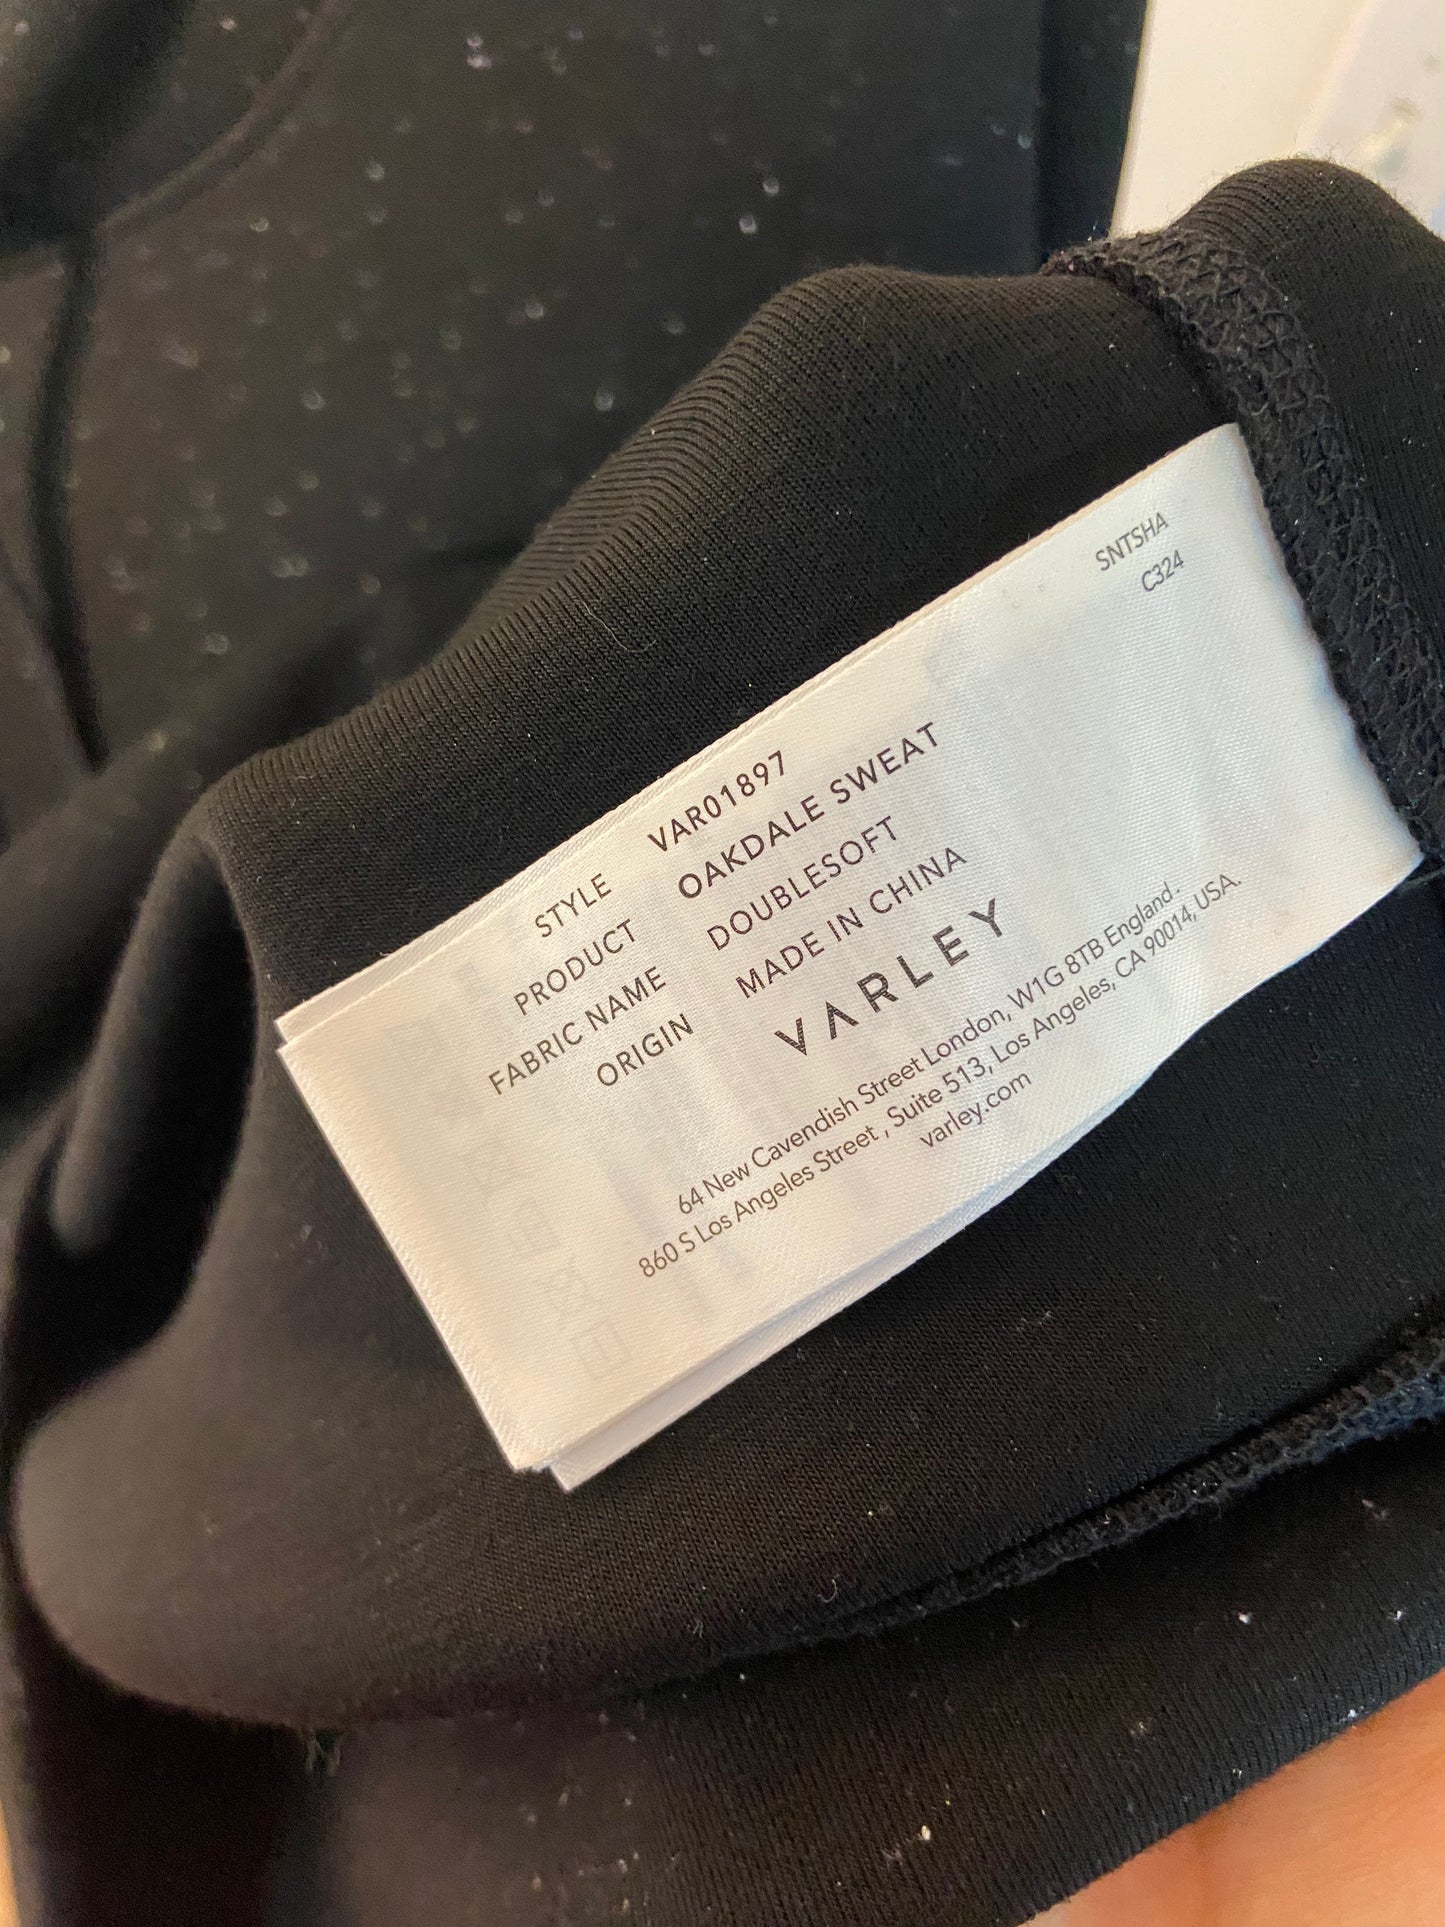 SNTSHA
C324
STYLE VAR01897
PRODUCT OAKDALE SWEAT
FABRIC NAME DOUBLESOFT
ORIGIN MADE IN CHINA
VARLEY
64 New Cavendish Street London, W1G 8TB England.
860 S Los Angeles Street , Suite 513, Los Angeles, CA 90014, USA.
varley.com